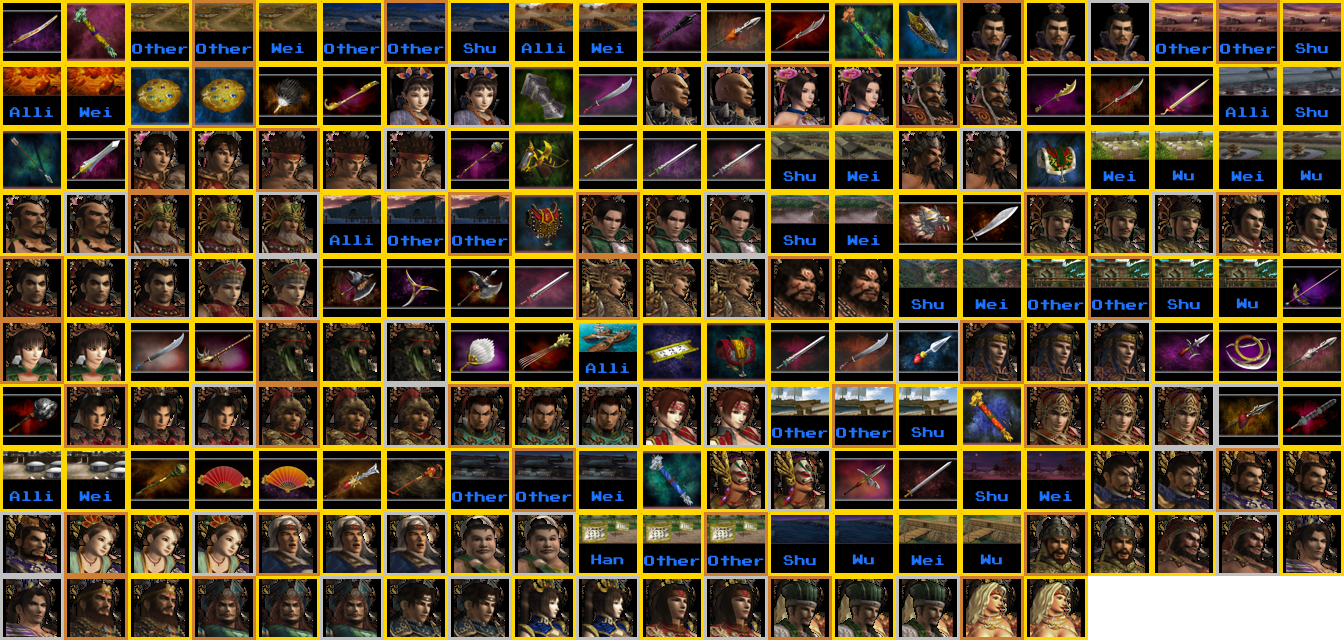 Other Other Wei Other Other Shu Alli Wei Other Other Shu
Alli Wei Alli Shu
Shu Wei Wei Wu Wei Wu
Alli Other Other Shu Wei
Shu Wei Other Other Shu Wu
Alli
Other Other Shu
Alli Wei Other Other Wei Shu Wei
Han Other Other Shu Wu Wei Wu